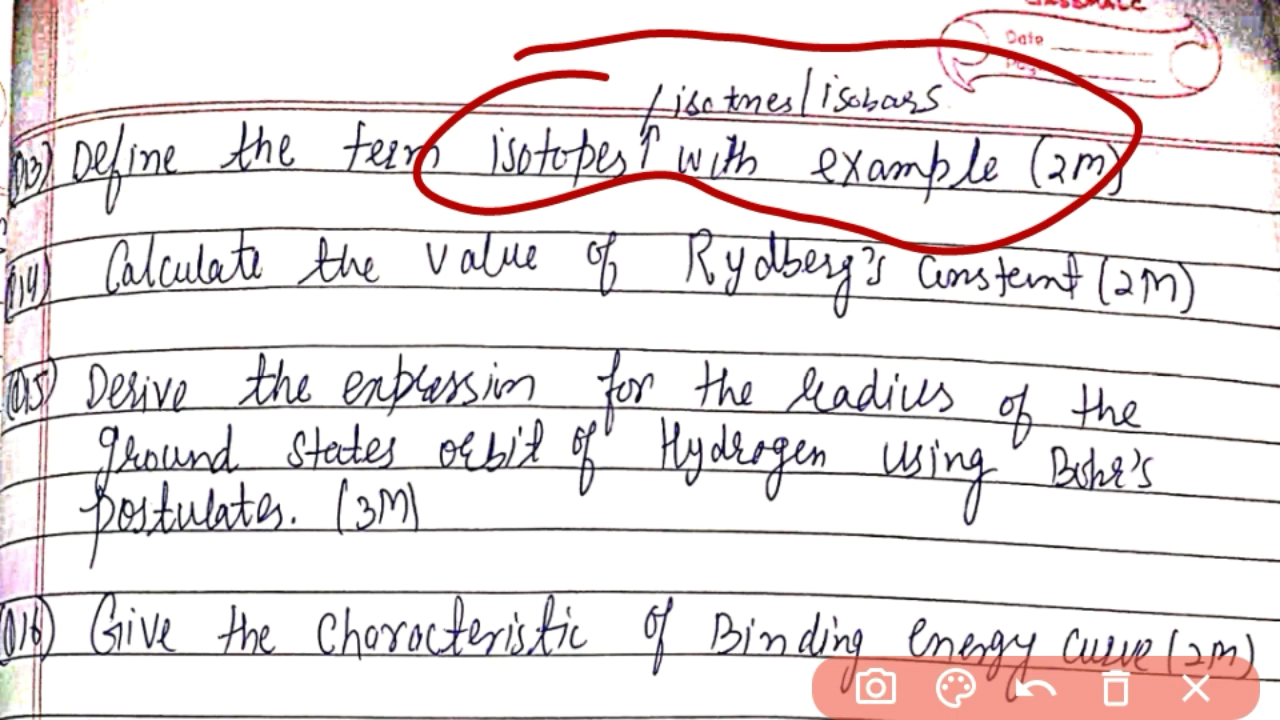 CLASSMATE
Date
Page
/isotones/isobars
Q13) Define the term isotopes ↑ with example (2M)
Q14) Calculate the value of Rydberg's Constant (2M)
Q15) Derive the expression for the radius of the
ground states orbit of Hydrogen using Bohr's
postulates. (3M)
Q16) Give the characteristic of Binding energy curve (2M)